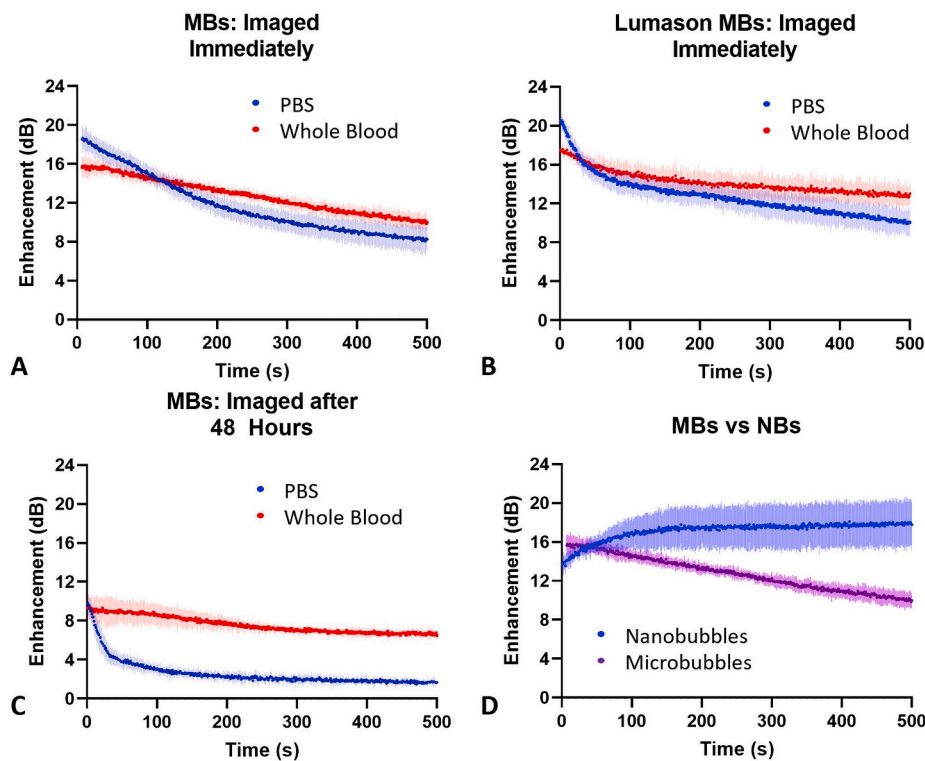 A
MBs: Imaged
Immediately
Enhancement (dB)
24
20
16
12
8
4
0
PBS
Whole Blood
0 100 200 300 400 500
Time (s)
B
Lumason MBs: Imaged
Immediately
Enhancement (dB)
24
20
16
12
8
4
0
PBS
Whole Blood
0 100 200 300 400 500
Time (s)
C
MBs: Imaged after
48 Hours
Enhancement (dB)
24
20
16
12
8
4
0
PBS
Whole Blood
0 100 200 300 400 500
Time (s)
D
MBs vs NBs
Enhancement (dB)
24
20
16
12
8
4
0
Nanobubbles
Microbubbles
0 100 200 300 400 500
Time (s)